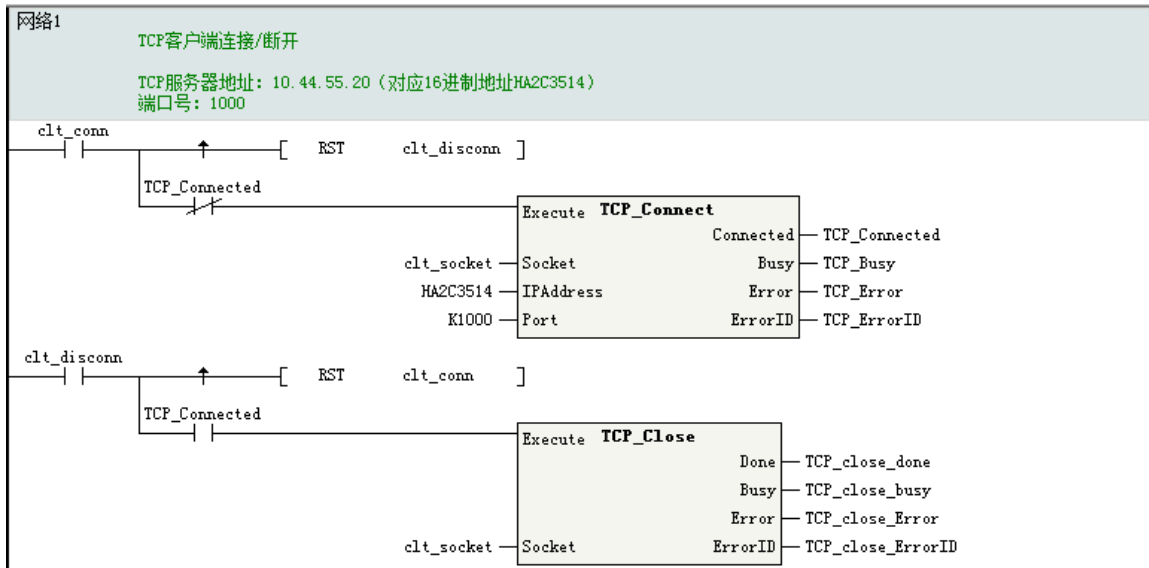 网络1
TCP客户端连接/断开
TCP服务器地址：10.44.55.20（对应16进制地址HA2C3514）
端口号：1000
clt_conn
[ RST clt_disconn ]
TCP_Connected
Execute TCP_Connect
Connected TCP_Connected
clt_socket Socket Busy TCP_Busy
HA2C3514 IPAddress Error TCP_Error
K1000 Port ErrorID TCP_ErrorID
clt_disconn
[ RST clt_conn ]
TCP_Connected
Execute TCP_Close
Done TCP_close_done
Busy TCP_close_busy
Error TCP_close_Error
clt_socket Socket ErrorID TCP_close_ErrorID